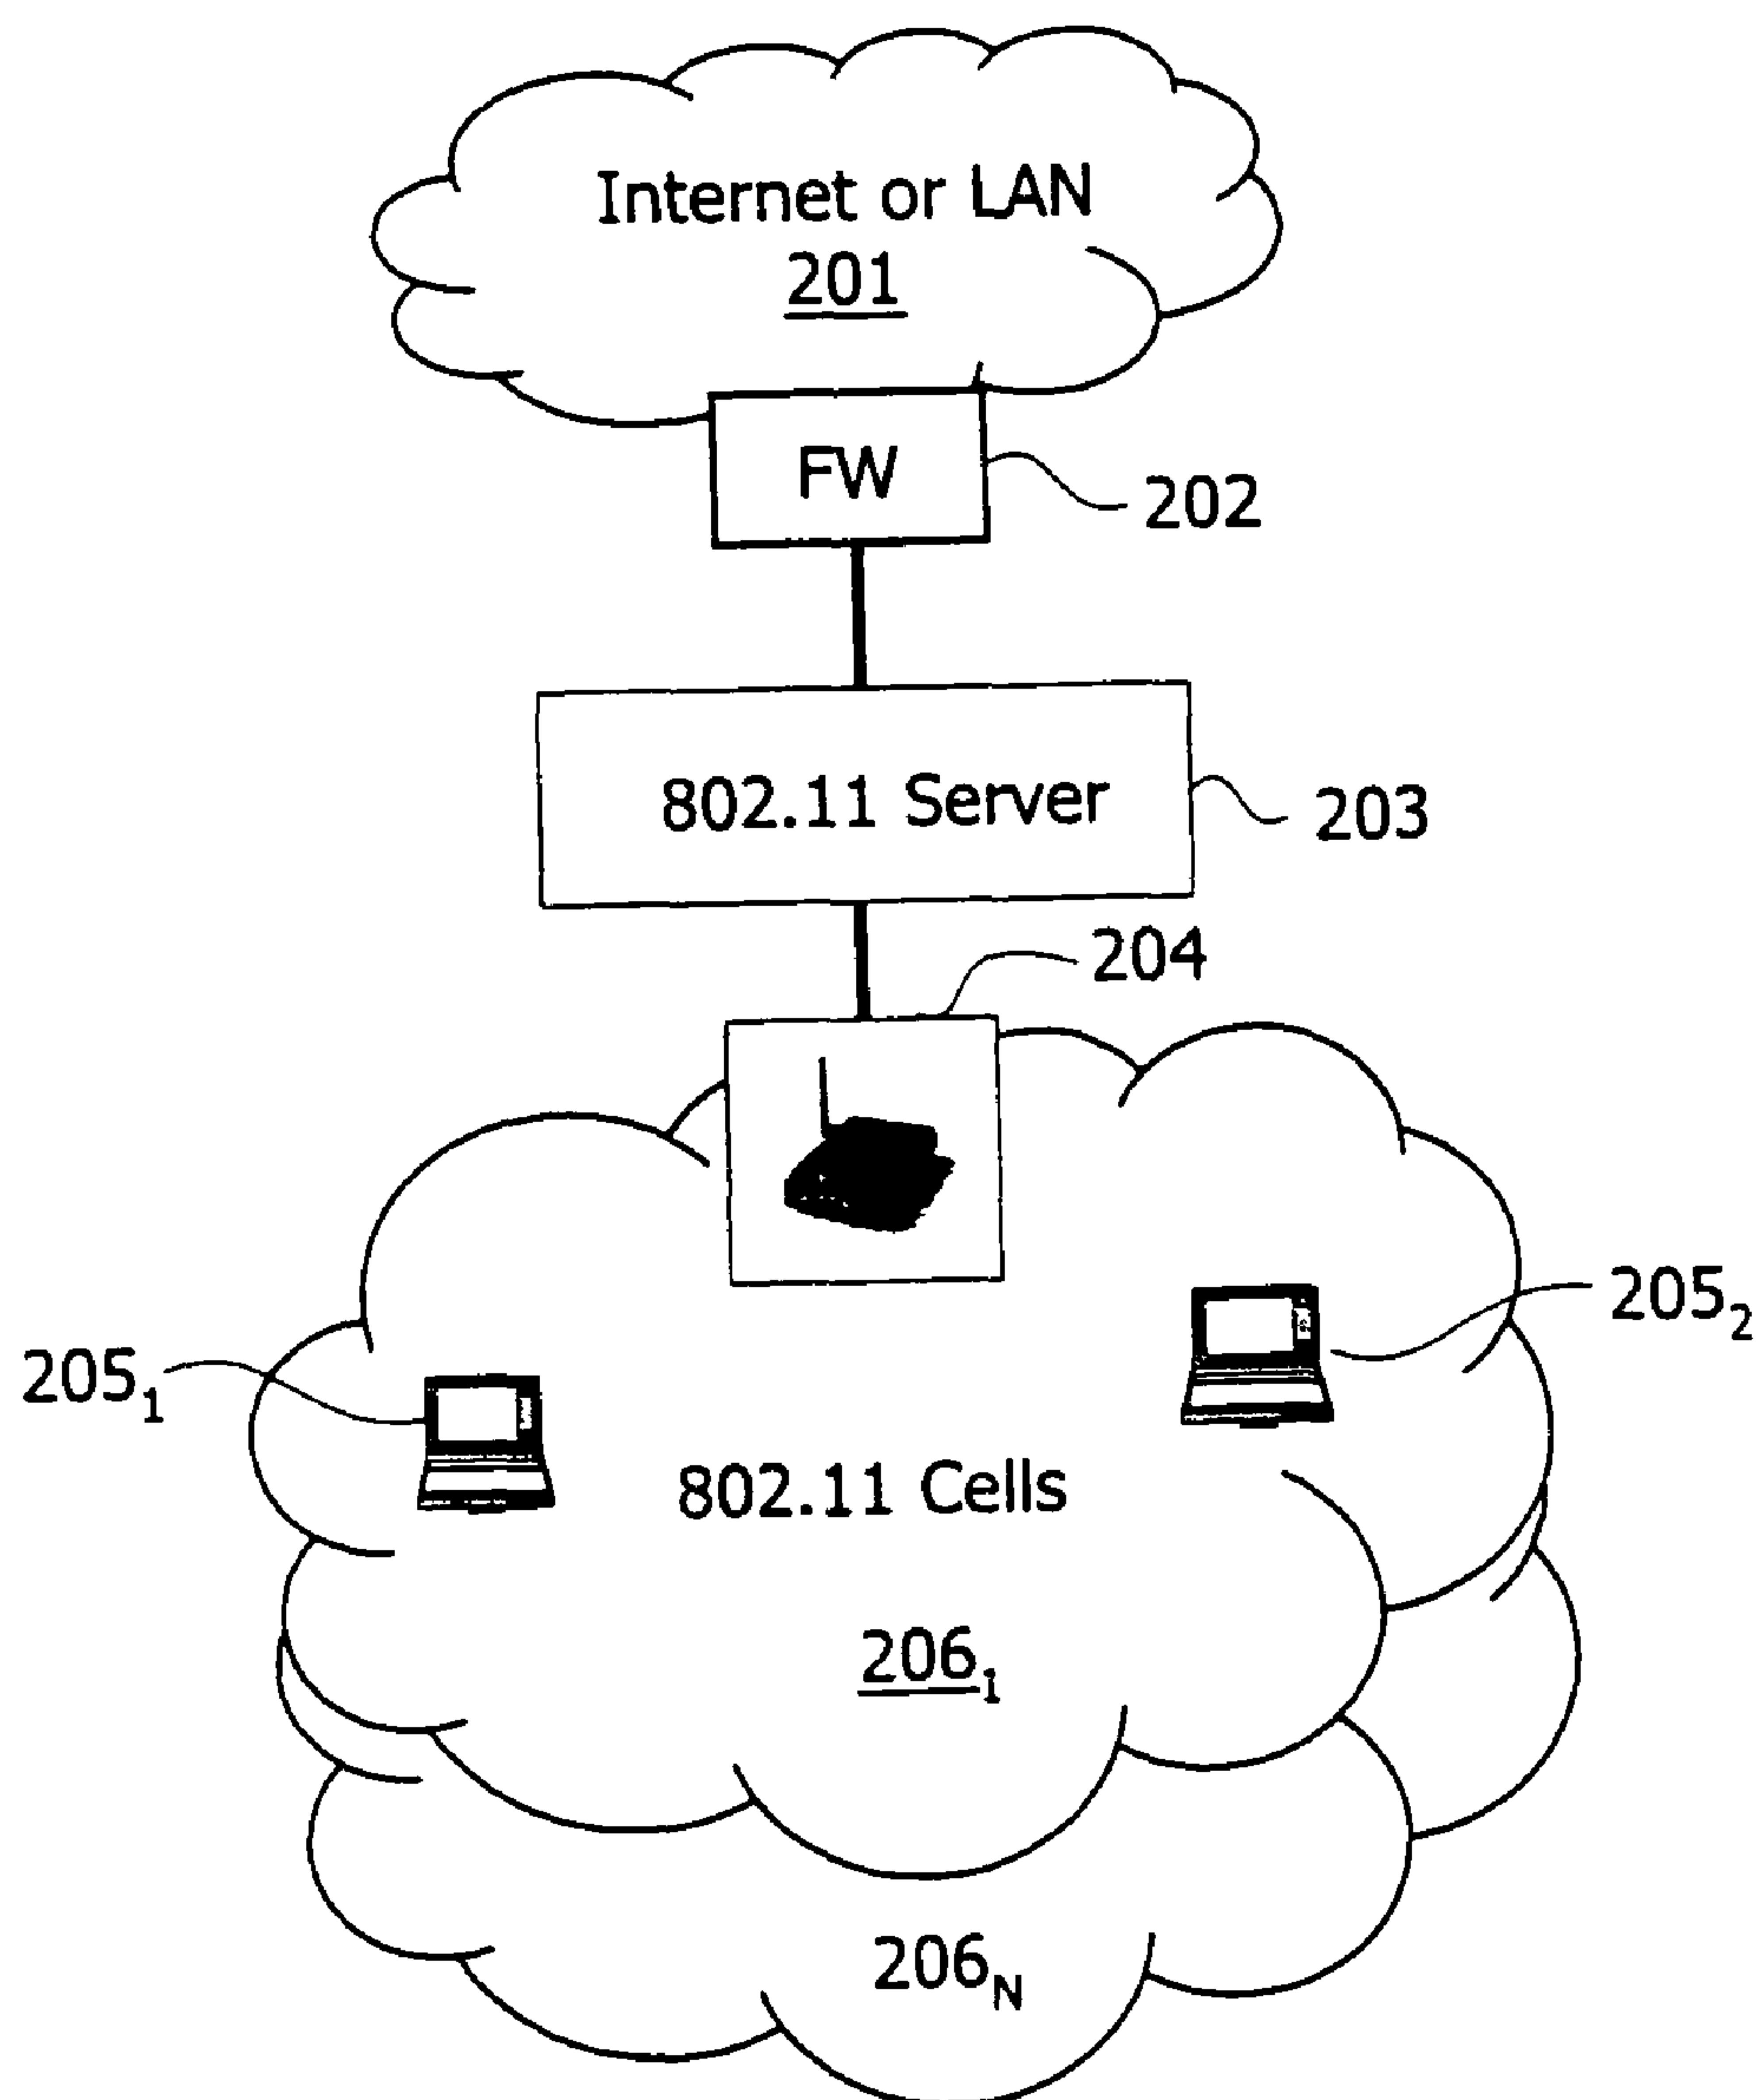 Internet or LAN
201
FW
202
802.11 Server
203
204
205₂
205₁
802.11 Cells
206₁
206N